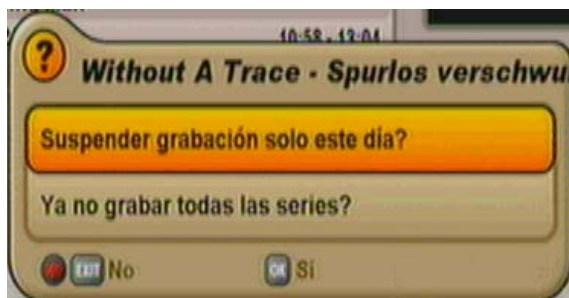 10:58 - 13:04
?
Without A Trace - Spurlos verschwu
Suspender grabación solo este día?
Ya no grabar todas las series?
EXIT No OK Sí